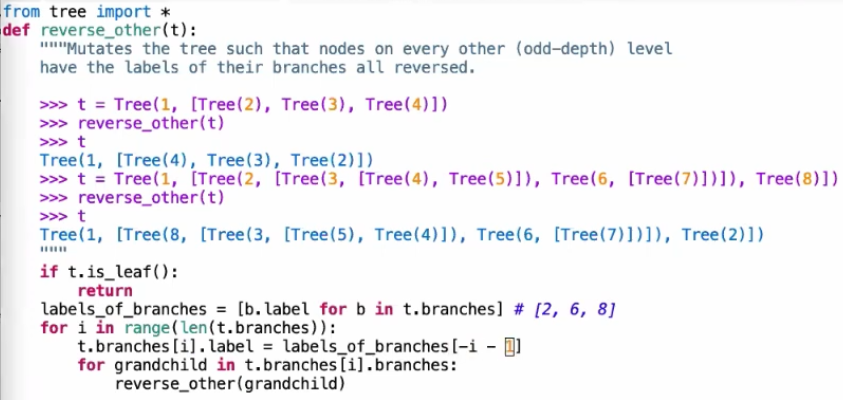 from tree import *
def reverse_other(t):
    """Mutates the tree such that nodes on every other (odd-depth) level
    have the labels of their branches all reversed.

    >>> t = Tree(1, [Tree(2), Tree(3), Tree(4)])
    >>> reverse_other(t)
    >>> t
    Tree(1, [Tree(4), Tree(3), Tree(2)])
    >>> t = Tree(1, [Tree(2, [Tree(3, [Tree(4), Tree(5)]), Tree(6, [Tree(7)])]), Tree(8)])
    >>> reverse_other(t)
    >>> t
    Tree(1, [Tree(8, [Tree(3, [Tree(5), Tree(4)]), Tree(6, [Tree(7)])]), Tree(2)])
    """
    if t.is_leaf():
        return
    labels_of_branches = [b.label for b in t.branches] # [2, 6, 8]
    for i in range(len(t.branches)):
        t.branches[i].label = labels_of_branches[-i - 1]
        for grandchild in t.branches[i].branches:
            reverse_other(grandchild)